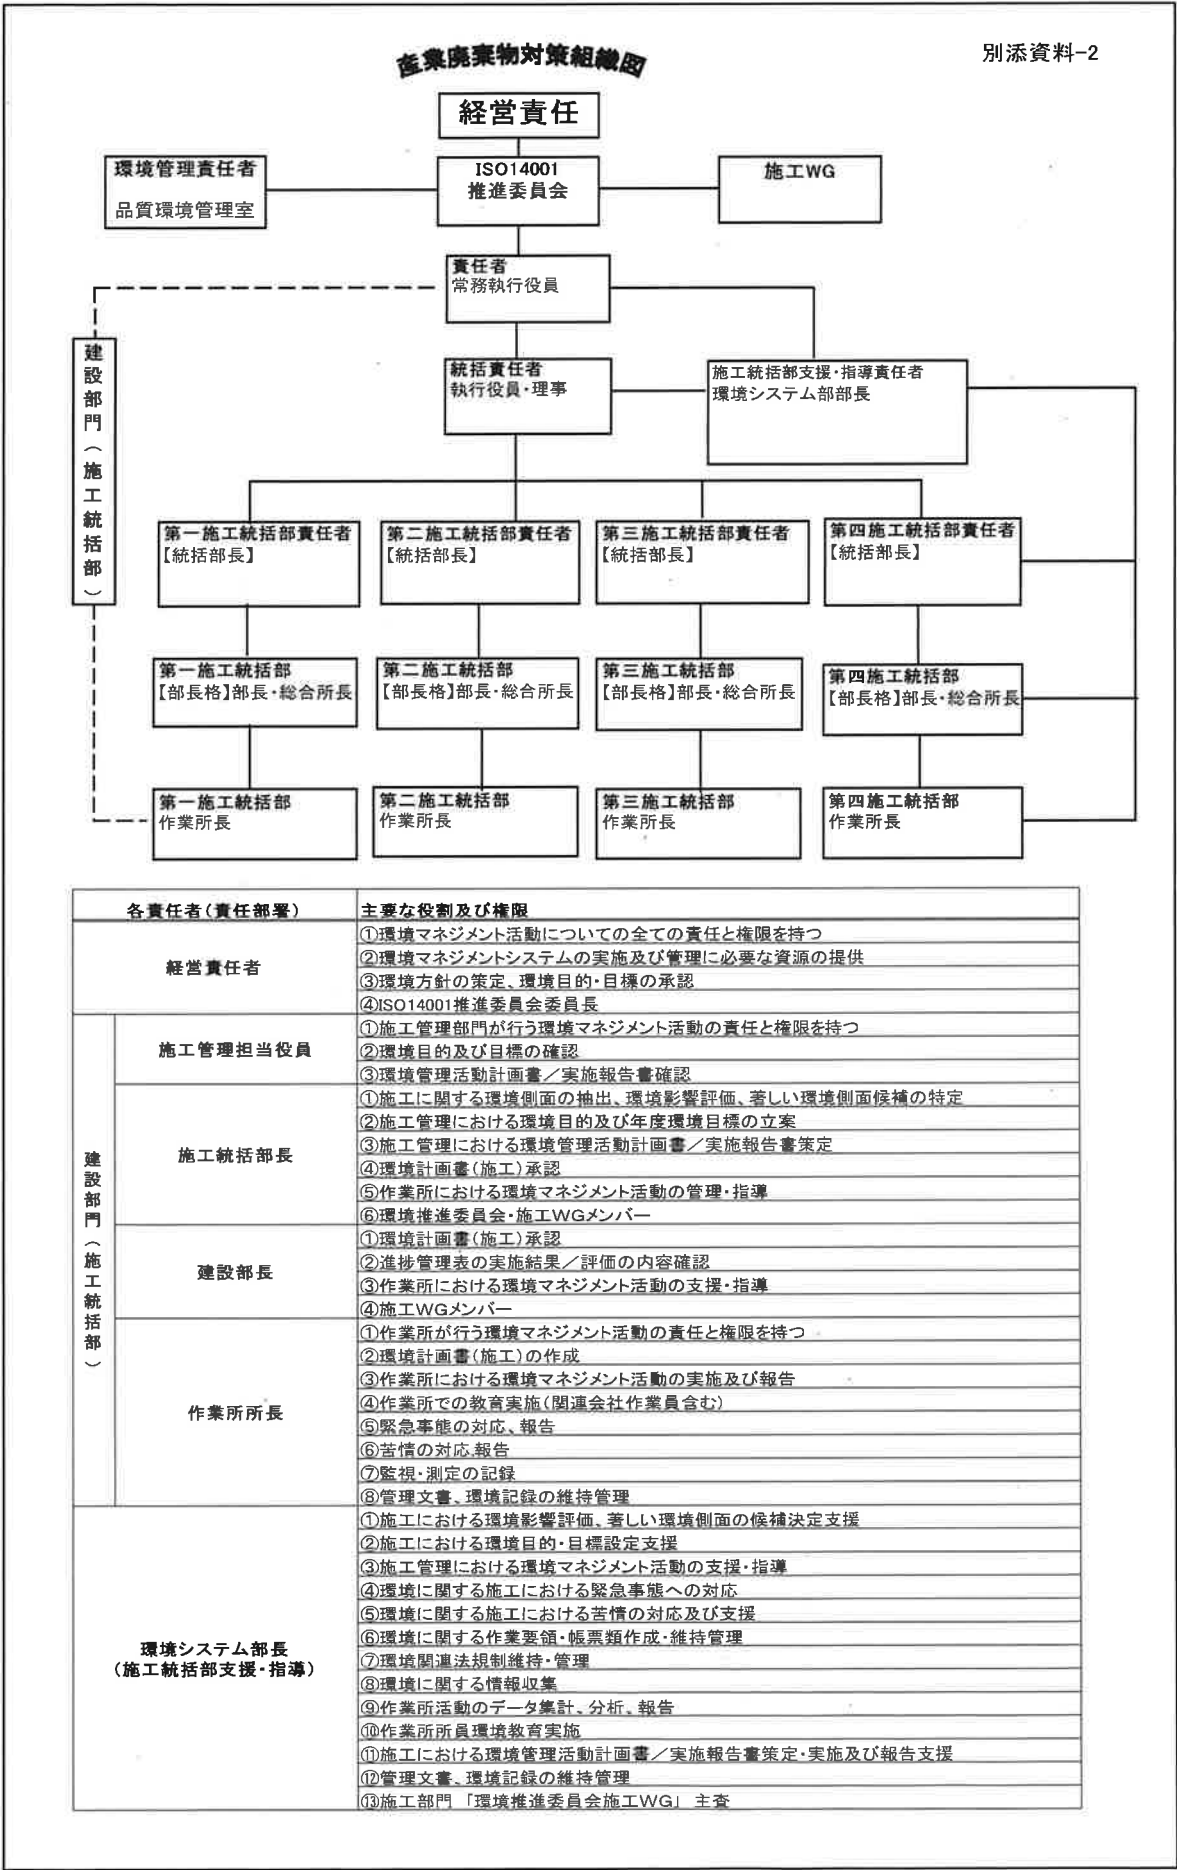 別添資料-2
産業廃棄物対策組織図
経営責任
環境管理責任者
品質環境管理室
ISO14001
推進委員会
施工WG
責任者
常務執行役員
建設部門(施工統括部)
統括責任者
執行役員・理事
施工統括部支援・指導責任者
環境システム部部長
第一施工統括部責任者
【統括部長】
第二施工統括部責任者
【統括部長】
第三施工統括部責任者
【統括部長】
第四施工統括部責任者
【統括部長】
第一施工統括部
【部長格】部長・総合所長
第二施工統括部
【部長格】部長・総合所長
第三施工統括部
【部長格】部長・総合所長
第四施工統括部
【部長格】部長・総合所長
第一施工統括部
作業所長
第二施工統括部
作業所長
第三施工統括部
作業所長
第四施工統括部
作業所長
各責任者(責任部署)
主要な役割及び権限
経営責任者
①環境マネジメント活動についての全ての責任と権限を持つ
②環境マネジメントシステムの実施及び管理に必要な資源の提供
③環境方針の策定、環境目的・目標の承認
④ISO14001推進委員会委員長
建設部門(施工統括部)
施工管理担当役員
①施工管理部門が行う環境マネジメント活動の責任と権限を持つ
②環境目的及び目標の確認
③環境管理活動計画書/実施報告書確認
施工統括部長
①施工に関する環境側面の抽出、環境影響評価、著しい環境側面候補の特定
②施工管理における環境目的及び年度環境目標の立案
③施工管理における環境管理活動計画書/実施報告書策定
④環境計画書(施工)承認
⑤作業所における環境マネジメント活動の管理・指導
⑥環境推進委員会・施工WGメンバー
建設部長
①環境計画書(施工)承認
②進捗管理表の実施結果/評価の内容確認
③作業所における環境マネジメント活動の支援・指導
④施工WGメンバー
作業所所長
①作業所が行う環境マネジメント活動の責任と権限を持つ
②環境計画書(施工)の作成
③作業所における環境マネジメント活動の実施及び報告
④作業所での教育実施(関連会社作業員含む)
⑤緊急事態の対応、報告
⑥苦情の対応、報告
⑦監視・測定の記録
⑧管理文書、環境記録の維持管理
環境システム部長
(施工統括部支援・指導)
①施工における環境影響評価、著しい環境側面の候補決定支援
②施工における環境目的・目標設定支援
③施工管理における環境マネジメント活動の支援・指導
④環境に関する施工における緊急事態への対応
⑤環境に関する施工における苦情の対応及び支援
⑥環境に関する作業要領・帳票類作成・維持管理
⑦環境関連法規制維持・管理
⑧環境に関する情報収集
⑨作業所活動のデータ集計、分析、報告
⑩作業所所員環境教育実施
⑪施工における環境管理活動計画書/実施報告書策定・実施及び報告支援
⑫管理文書、環境記録の維持管理
⑬施工部門 「環境推進委員会施工WG」 主査